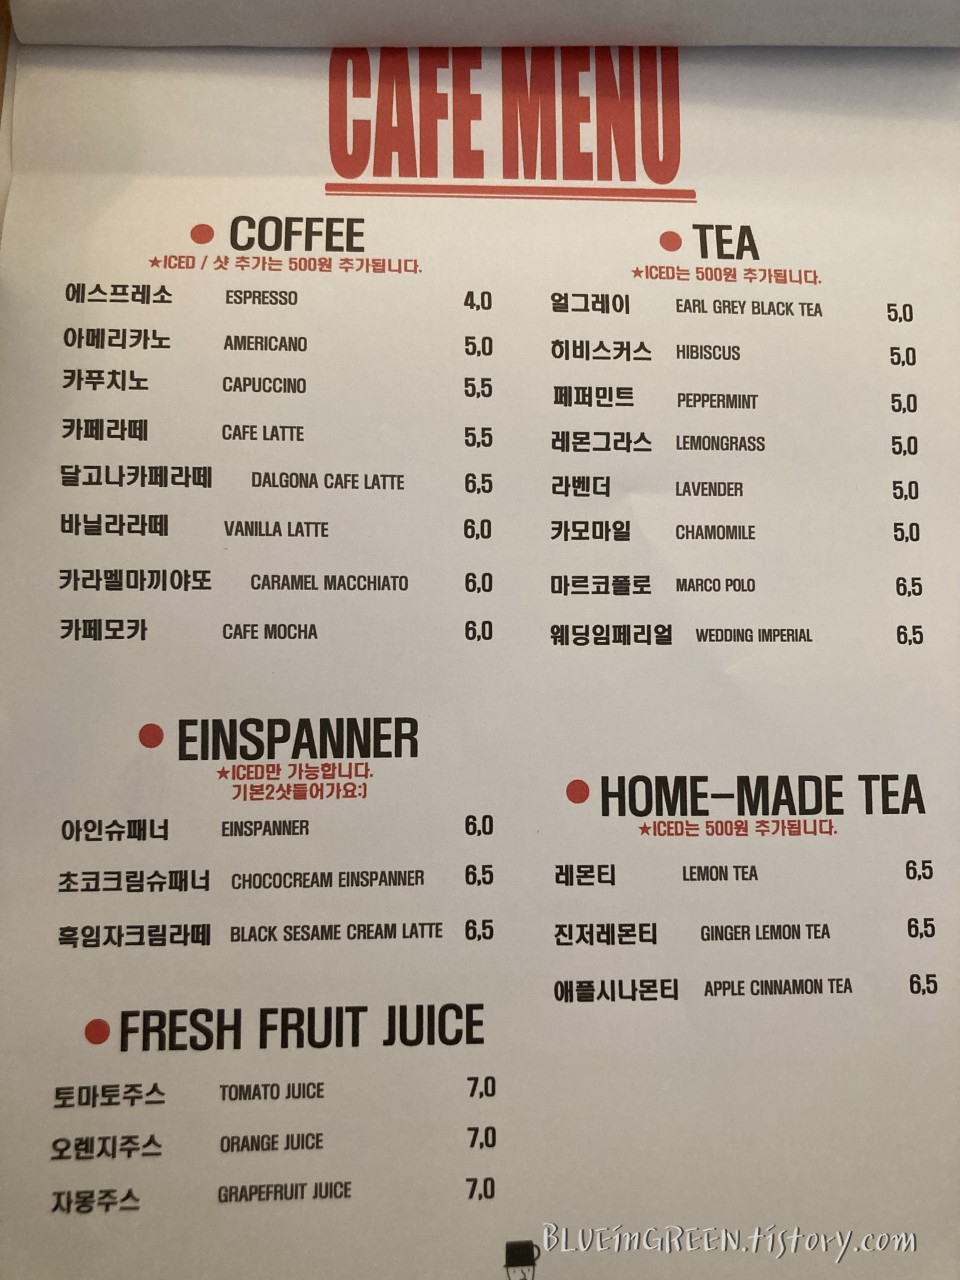 CAFE MENU
COFFEE
★ICED / 샷 추가는 500원 추가됩니다.
에스프레소 ESPRESSO 4,0
아메리카노 AMERICANO 5,0
카푸치노 CAPUCCINO 5,5
카페라떼 CAFE LATTE 5,5
달고나카페라떼 DALGONA CAFE LATTE 6,5
바닐라라떼 VANILLA LATTE 6,0
카라멜마끼야또 CARAMEL MACCHIATO 6,0
카페모카 CAFE MOCHA 6,0
EINSPANNER
★ICED만 가능합니다.
기본2샷들어가요:)
아인슈패너 EINSPANNER 6,0
초코크림슈패너 CHOCOCREAM EINSPANNER 6,5
흑임자크림라떼 BLACK SESAME CREAM LATTE 6,5
FRESH FRUIT JUICE
토마토주스 TOMATO JUICE 7,0
오렌지주스 ORANGE JUICE 7,0
자몽주스 GRAPEFRUIT JUICE 7,0
TEA
★ICED는 500원 추가됩니다.
얼그레이 EARL GREY BLACK TEA 5,0
히비스커스 HIBISCUS 5,0
페퍼민트 PEPPERMINT 5,0
레몬그라스 LEMONGRASS 5,0
라벤더 LAVENDER 5,0
카모마일 CHAMOMILE 5,0
마르코폴로 MARCO POLO 6,5
웨딩임페리얼 WEDDING IMPERIAL 6,5
HOME-MADE TEA
★ICED는 500원 추가됩니다.
레몬티 LEMON TEA 6,5
진저레몬티 GINGER LEMON TEA 6,5
애플시나몬티 APPLE CINNAMON TEA 6,5
BLUEinGREEN.tistory.com